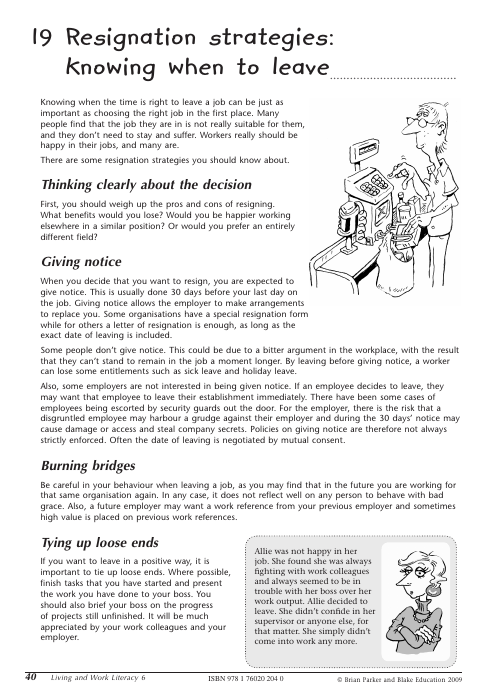 19 Resignation strategies:
Knowing when to leave
Knowing when the time is right to leave a job can be just as
important as choosing the right job in the first place. Many
people find that the job they are in is not really suitable for them,
and they don't need to stay and suffer. Workers really should be
happy in their jobs, and many are.
There are some resignation strategies you should know about.
Thinking clearly about the decision
First, you should weigh up the pros and cons of resigning.
What benefits would you lose? Would you be happier working
elsewhere in a similar position? Or would you prefer an entirely
different field?
Giving notice
When you decide that you want to resign, you are expected to
give notice. This is usually done 30 days before your last day on
the job. Giving notice allows the employer to make arrangements
to replace you. Some organisations have a special resignation form
while for others a letter of resignation is enough, as long as the
exact date of leaving is included.
Some people don't give notice. This could be due to a bitter argument in the workplace, with the result
that they can't stand to remain in the job a moment longer. By leaving before giving notice, a worker
can lose some entitlements such as sick leave and holiday leave.
Also, some employers are not interested in being given notice. If an employee decides to leave, they
may want that employee to leave their establishment immediately. There have been some cases of
employees being escorted by security guards out the door. For the employer, there is the risk that a
disgruntled employee may harbour a grudge against their employer and during the 30 days' notice may
cause damage or access and steal company secrets. Policies on giving notice are therefore not always
strictly enforced. Often the date of leaving is negotiated by mutual consent.
Burning bridges
Be careful in your behaviour when leaving a job, as you may find that in the future you are working for
that same organisation again. In any case, it does not reflect well on any person to behave with bad
grace. Also, a future employer may want a work reference from your previous employer and sometimes
high value is placed on previous work references.
Tying up loose ends
If you want to leave in a positive way, it is
important to tie up loose ends. Where possible,
finish tasks that you have started and present
the work you have done to your boss. You
should also brief your boss on the progress
of projects still unfinished. It will be much
appreciated by your work colleagues and your
employer.
Allie was not happy in her
job. She found she was always
fighting with work colleagues
and always seemed to be in
trouble with her boss over her
work output. Allie decided to
leave. She didn't confide in her
supervisor or anyone else, for
that matter. She simply didn't
come into work any more.
40 Living and Work Literacy 6
ISBN 978 1 76020 204 0
© Brian Parker and Blake Education 2009